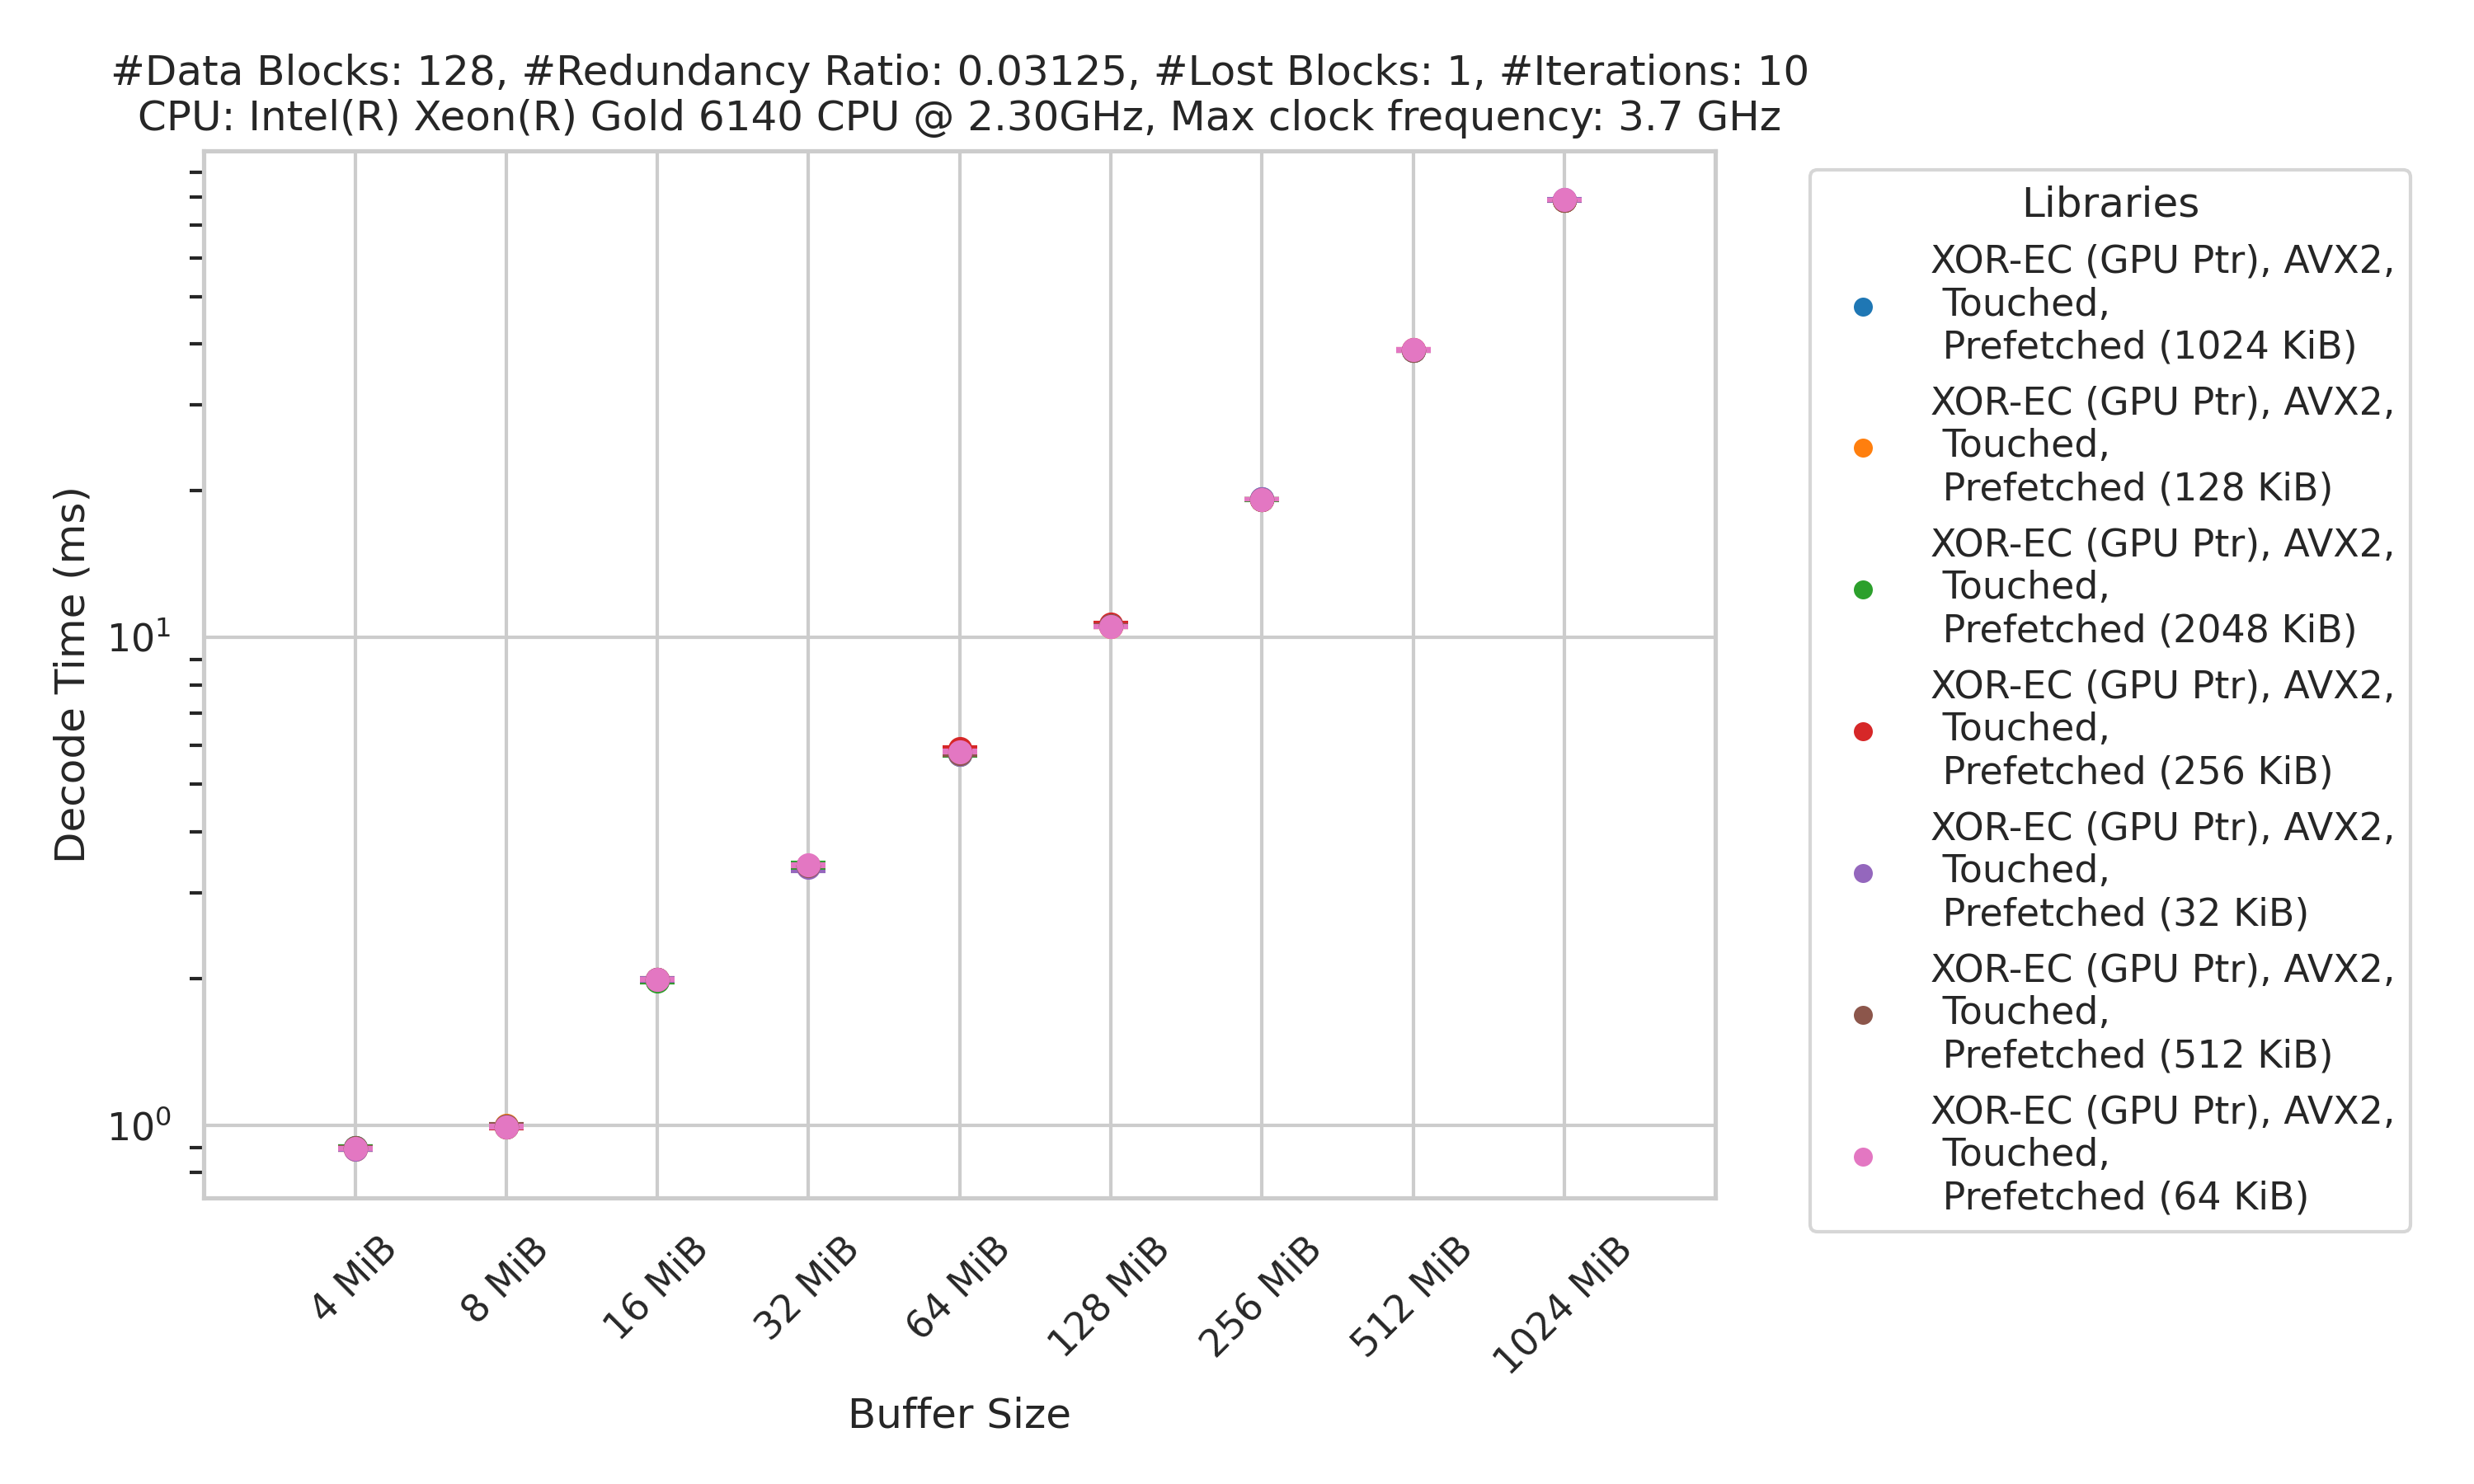 #Data Blocks: 128, #Redundancy Ratio: 0.03125, #Lost Blocks: 1, #Iterations: 10
CPU: Intel(R) Xeon(R) Gold 6140 CPU @ 2.30GHz, Max clock frequency: 3.7 GHz
Decode Time (ms)
10¹
10⁰
4 MiB
8 MiB
16 MiB
32 MiB
64 MiB
128 MiB
256 MiB
512 MiB
1024 MiB
Buffer Size
Libraries
XOR-EC (GPU Ptr), AVX2,
Touched,
Prefetched (1024 KiB)
XOR-EC (GPU Ptr), AVX2,
Touched,
Prefetched (128 KiB)
XOR-EC (GPU Ptr), AVX2,
Touched,
Prefetched (2048 KiB)
XOR-EC (GPU Ptr), AVX2,
Touched,
Prefetched (256 KiB)
XOR-EC (GPU Ptr), AVX2,
Touched,
Prefetched (32 KiB)
XOR-EC (GPU Ptr), AVX2,
Touched,
Prefetched (512 KiB)
XOR-EC (GPU Ptr), AVX2,
Touched,
Prefetched (64 KiB)